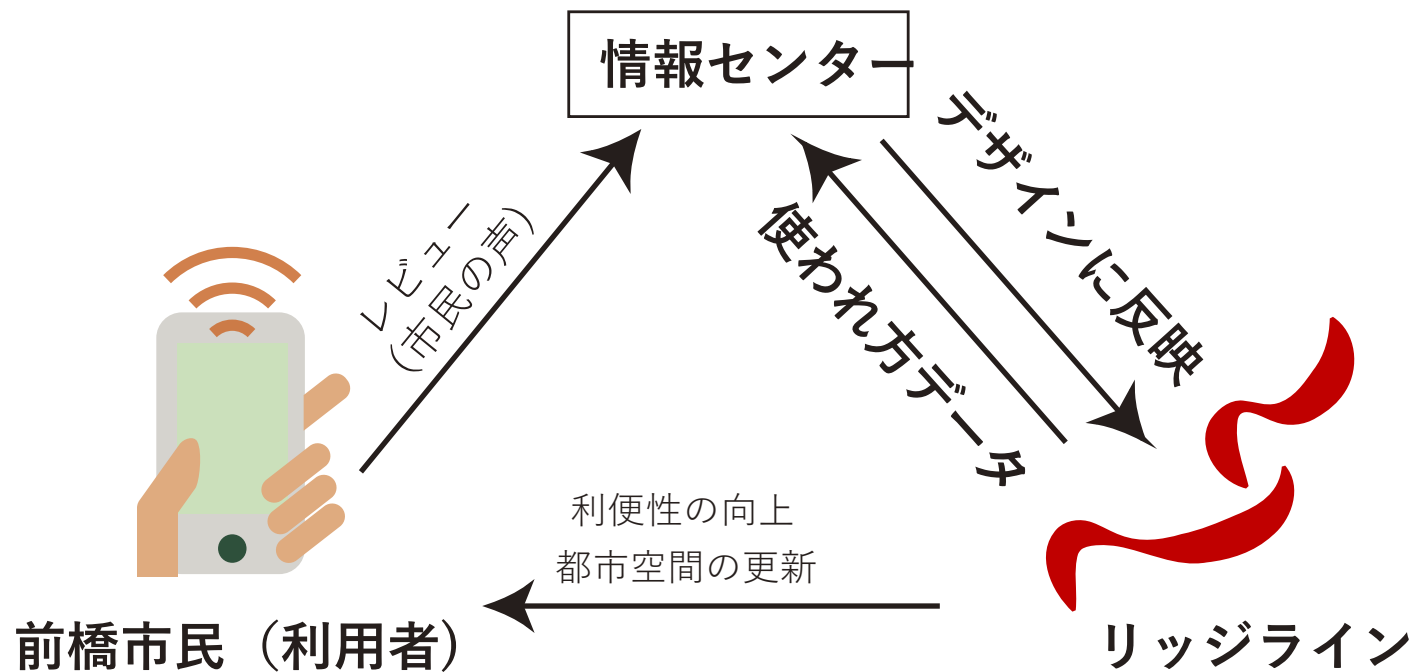 情報センター
デザインに反映
使われ方データ
レビュー
(市民の声)
利便性の向上
都市空間の更新
前橋市民（利用者）
リッジライン